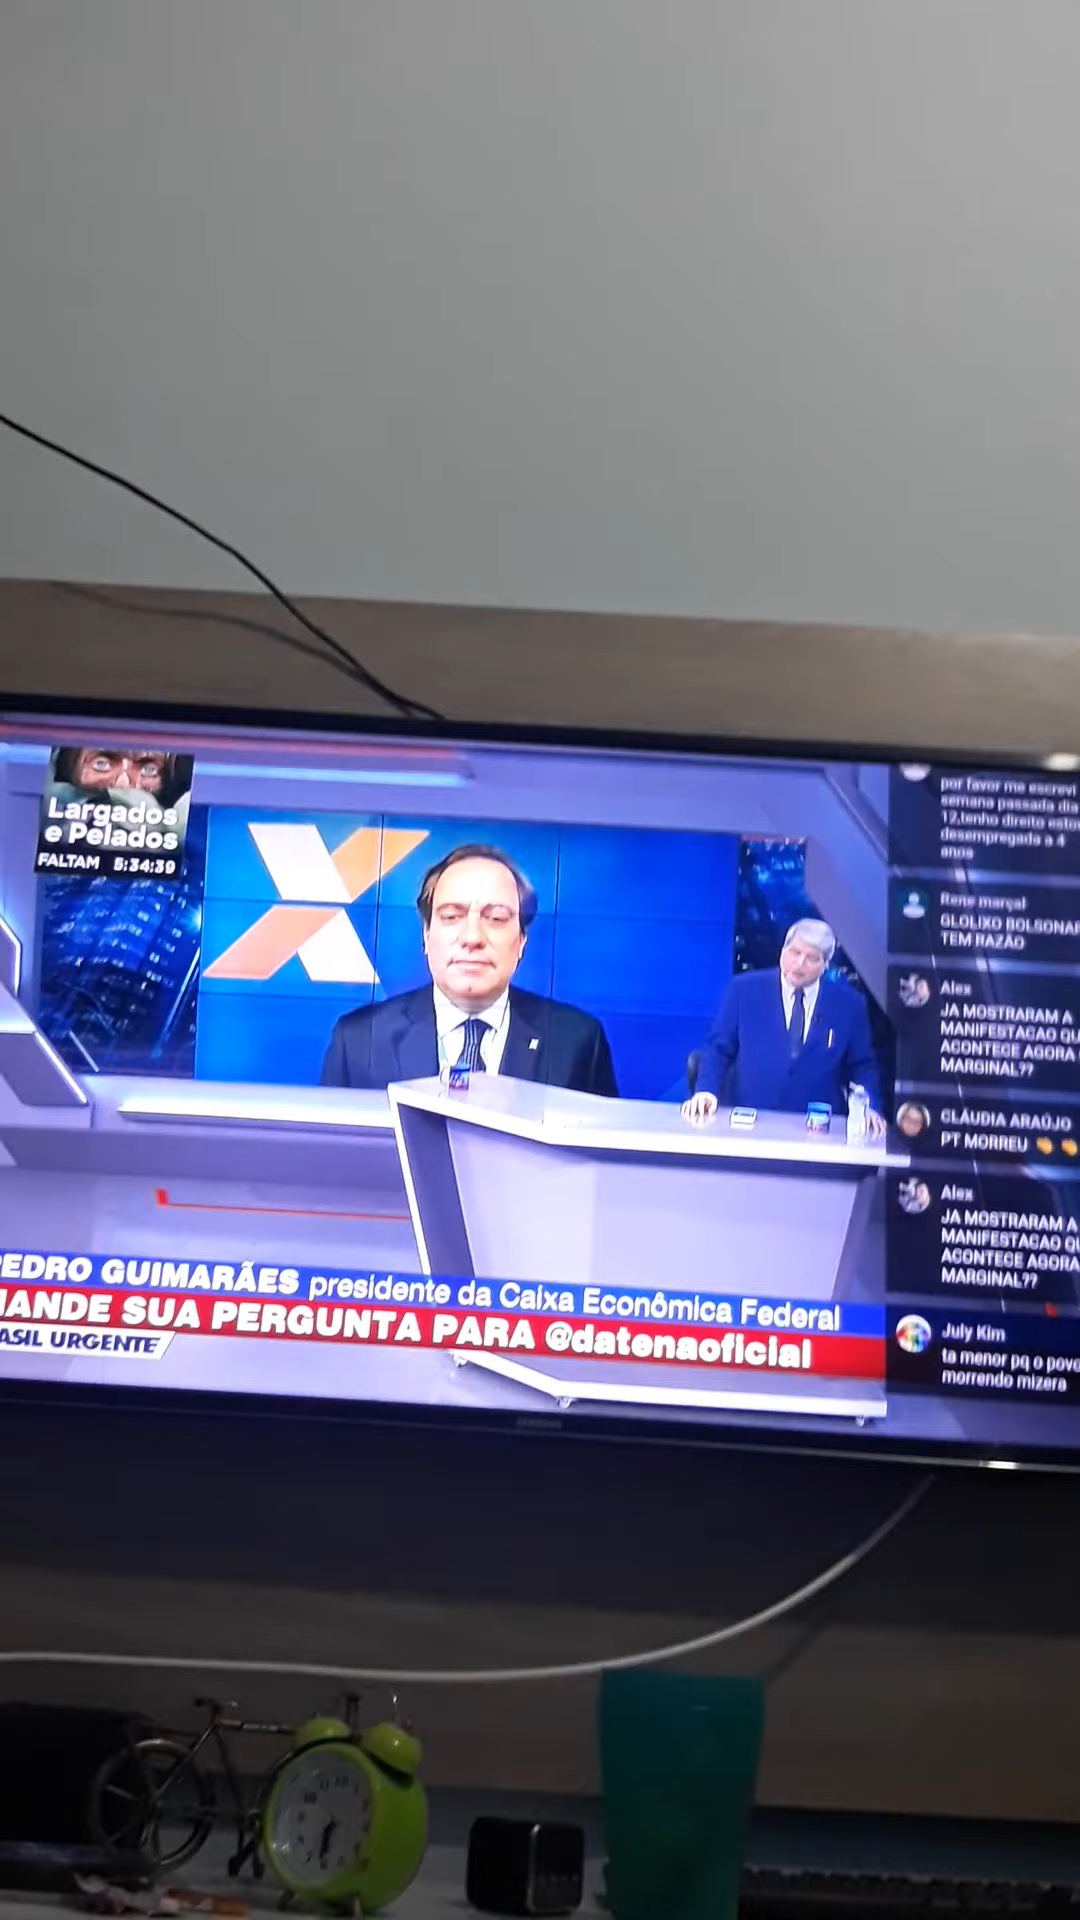 Largados
e Pelados
FALTAM 5:34:39
EDRO GUIMARÃES presidente da Caixa Econômica Federal
ANDE SUA PERGUNTA PARA @datenaoficial
ASIL URGENTE
SAMSUNG
por favor me escrevi
semana passada dia
12,tenho direito estou
desempregada a 4
anos
Rene marçal
GLOLIXO BOLSONAR
TEM RAZÃO
Alex
JA MOSTRARAM A
MANIFESTACAO QU
ACONTECE AGORA
MARGINAL??
CLÁUDIA ARAÚJO
PT MORREU
Alex
JA MOSTRARAM A
MANIFESTACAO QU
ACONTECE AGORA
MARGINAL??
July Kim
ta menor pq o povo
morrendo mizera